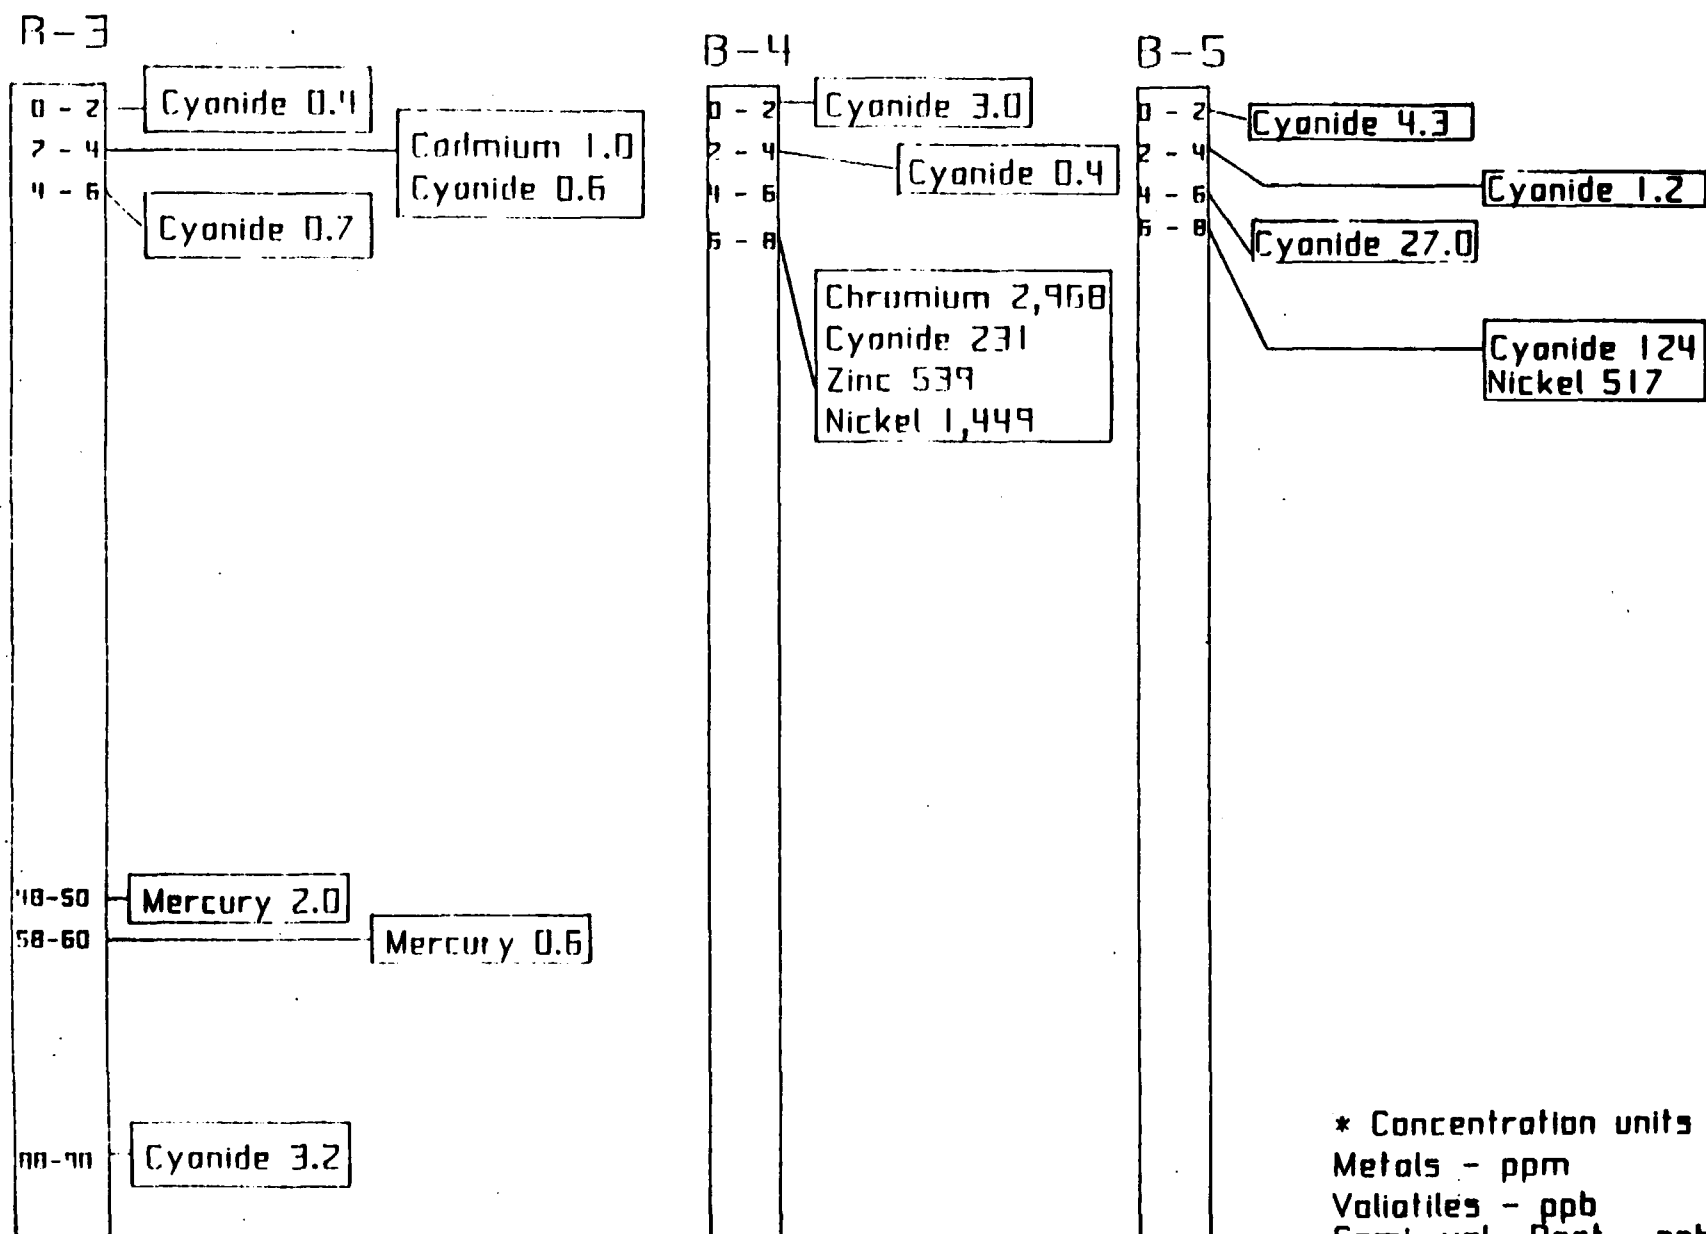 B-3
0 - 2
Cyanide 0.4
2 - 4
Cadmium 1.0
Cyanide 0.6
4 - 6
Cyanide 0.7
48-50
Mercury 2.0
58-60
Mercury 0.6
Cyanide 3.2
B-4
0 - 2
Cyanide 3.0
2 - 4
Cyanide 0.4
4 - 6
6 - 8
Chromium 2,968
Cyanide 231
Zinc 539
Nickel 1,449
B-5
0 - 2
Cyanide 4.3
2 - 4
Cyanide 1.2
4 - 6
Cyanide 27.0
6 - 8
Cyanide 124
Nickel 517
* Concentration units
Metals - ppm
Valiatiles - ppb